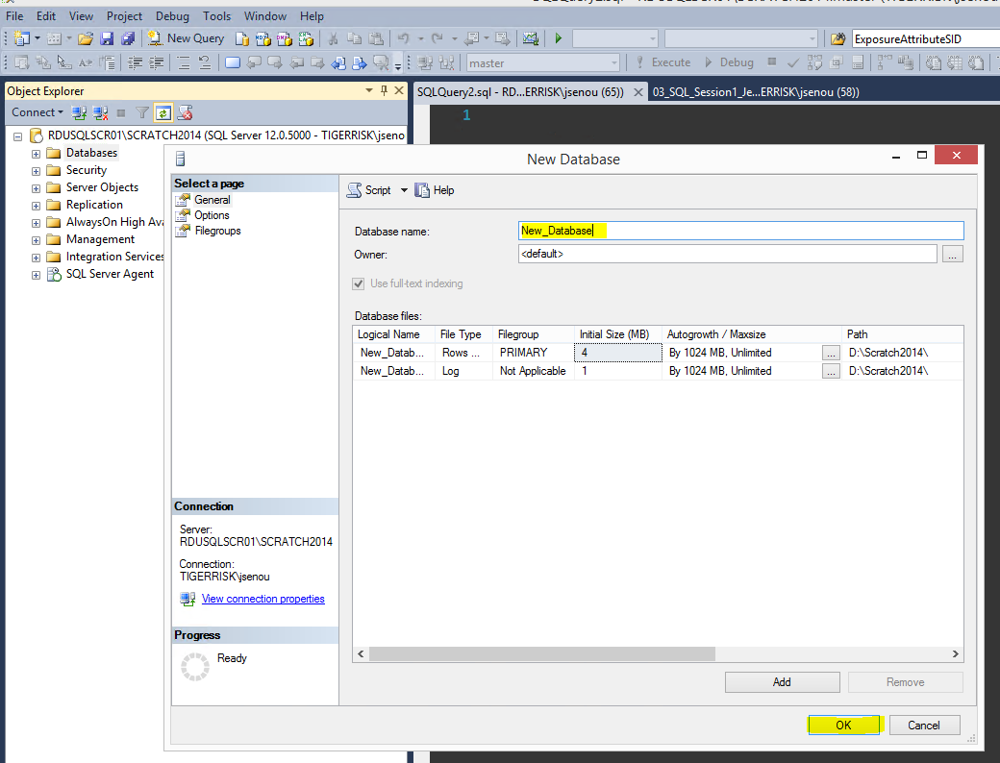 File Edit View Project Debug Tools Window Help
New Query
ExposureAttributeSID
master Execute Debug
Object Explorer
SQLQuery2.sql - RD...ERRISK\jsenou (65))
03_SQL_Session1_Je...ERRISK\jsenou (58))
Connect
1
RDUSQLSCR01\SCRATCH2014 (SQL Server 12.0.5000 - TIGERRISK\jseno
Databases
Security
Server Objects
Replication
AlwaysOn High Ava
Management
Integration Services
SQL Server Agent
New Database
Select a page
General
Options
Filegroups
Script Help
Database name: New_Database
Owner: <default>
...
Use full-text indexing
Database files:
Logical Name File Type Filegroup Initial Size (MB) Autogrowth / Maxsize Path
New_Datab... Rows ... PRIMARY 4 By 1024 MB, Unlimited ... D:\Scratch2014\
New_Datab... Log Not Applicable 1 By 1024 MB, Unlimited ... D:\Scratch2014\
Connection
Server:
RDUSQLSCR01\SCRATCH2014
Connection:
TIGERRISK\jsenou
View connection properties
Progress
Ready
Add Remove
OK Cancel